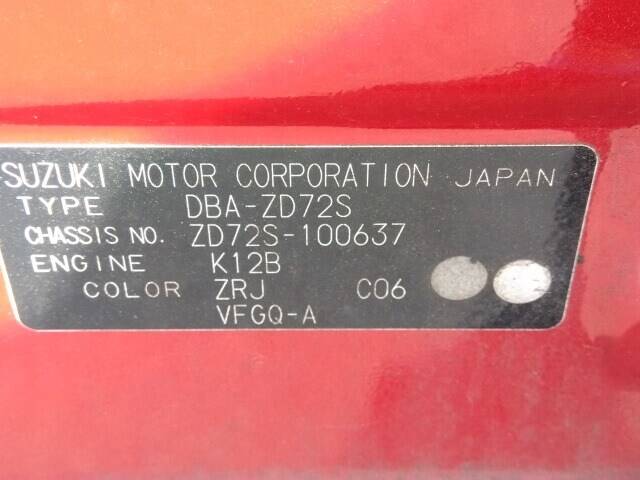 SUZUKI MOTOR CORPORATION JAPAN
TYPE DBA-ZD72S
CHASSIS NO. ZD72S-100637
ENGINE K12B
COLOR ZRJ C06
VFGQ-A